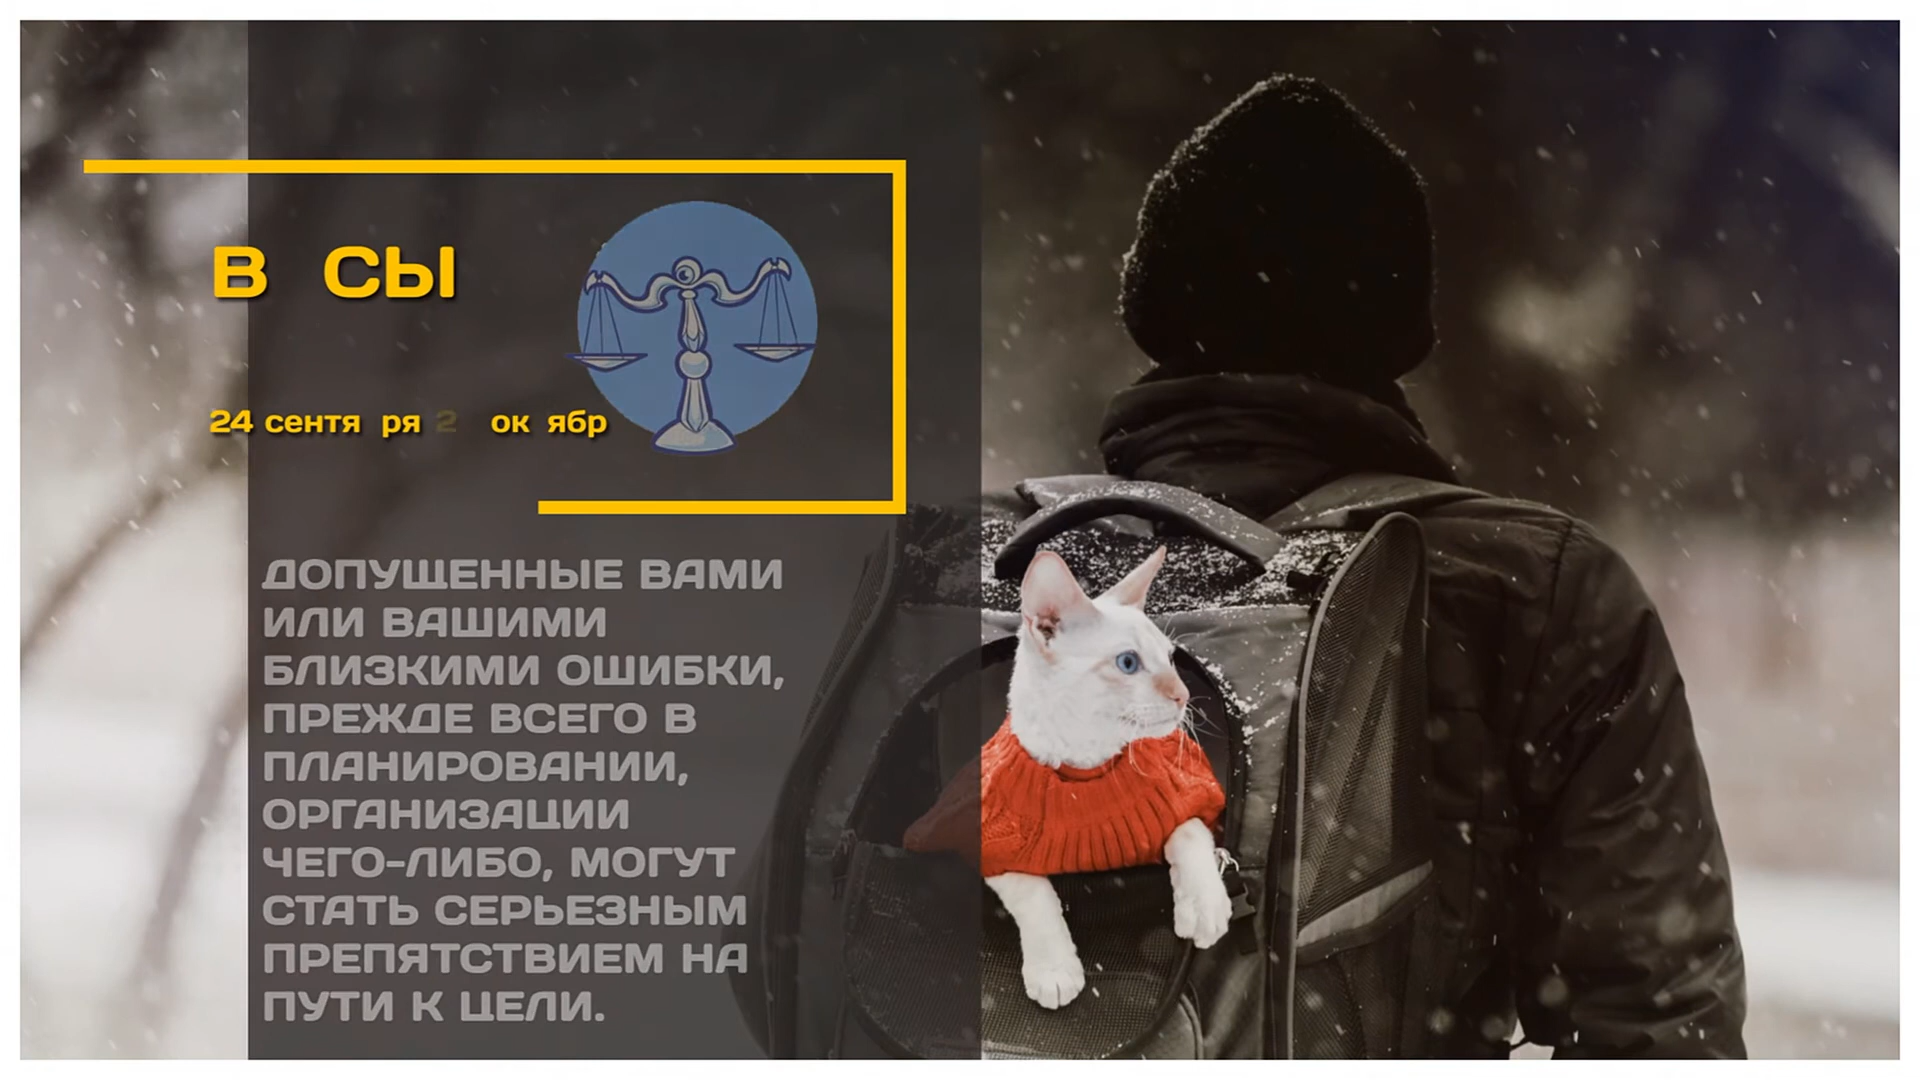 В СЫ
24 сентя ря 2 ок ябр
ДОПУЩЕННЫЕ ВАМИ
ИЛИ ВАШИМИ
БЛИЗКИМИ ОШИБКИ,
ПРЕЖДЕ ВСЕГО В
ПЛАНИРОВАНИИ,
ОРГАНИЗАЦИИ
ЧЕГО-ЛИБО, МОГУТ
СТАТЬ СЕРЬЕЗНЫМ
ПРЕПЯТСТВИЕМ НА
ПУТИ К ЦЕЛИ.